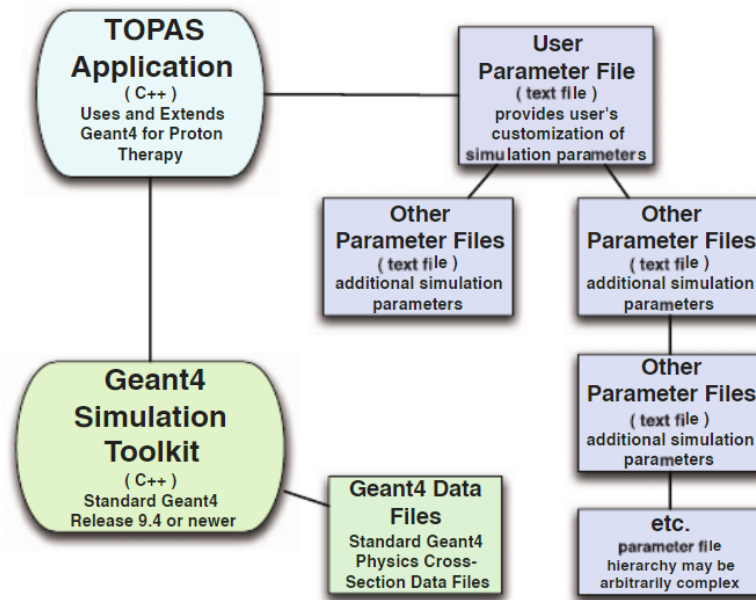 TOPAS
Application
( C++ )
Uses and Extends
Geant4 for Proton
Therapy
User
Parameter File
( text file )
provides user's
customization of
simulation parameters
Other
Parameter Files
( text file )
additional simulation
parameters
Other
Parameter Files
( text file )
additional simulation
parameters
Geant4
Simulation
Toolkit
( C++ )
Standard Geant4
Release 9.4 or newer
Other
Parameter Files
( text file )
additional simulation
parameters
Geant4 Data
Files
Standard Geant4
Physics Cross-
Section Data Files
etc.
parameter file
hierarchy may be
arbitrarily complex